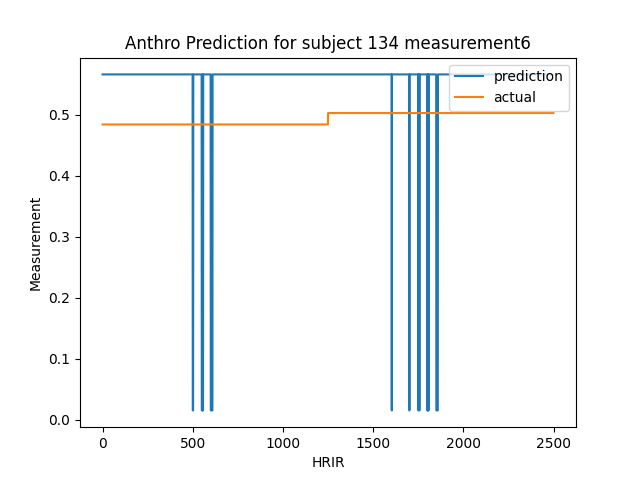 Anthro Prediction for subject 134 measurement6
prediction
actual
Measurement
0.5
0.4
0.3
0.2
0.1
0.0
0 500 1000 1500 2000 2500
HRIR